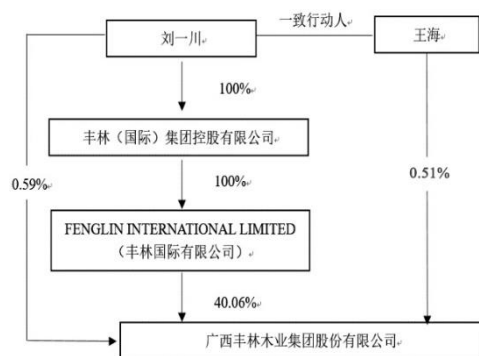 一致行动人
刘一川
王海
100%
丰林（国际）集团控股有限公司
0.59%
100%
0.51%
FENGLIN INTERNATIONAL LIMITED
（丰林国际有限公司）
40.06%
广西丰林木业集团股份有限公司